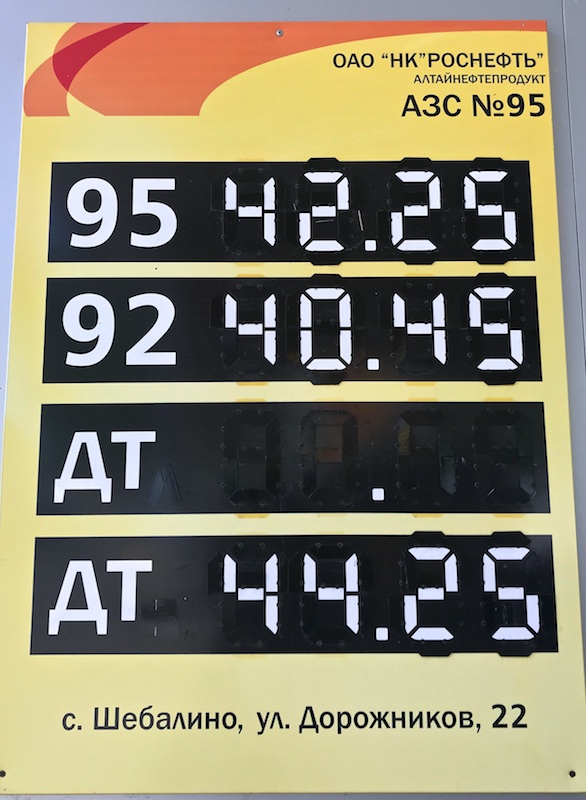 ОАО "НК"РОСНЕФТЬ"
АЛТАЙНЕФТЕПРОДУКТ
АЗС №95
95 42.25
92 40.45
ДТ .
ДТ 44.25
с. Шебалино, ул. Дорожников, 22